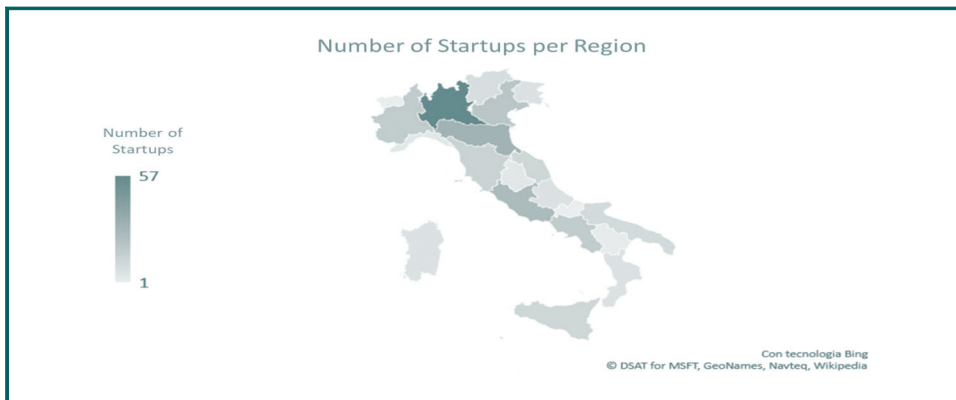 Number of Startups per Region
Number of
Startups
57
1
Con tecnologia Bing
© DSAT for MSFT, GeoNames, Navteq, Wikipedia